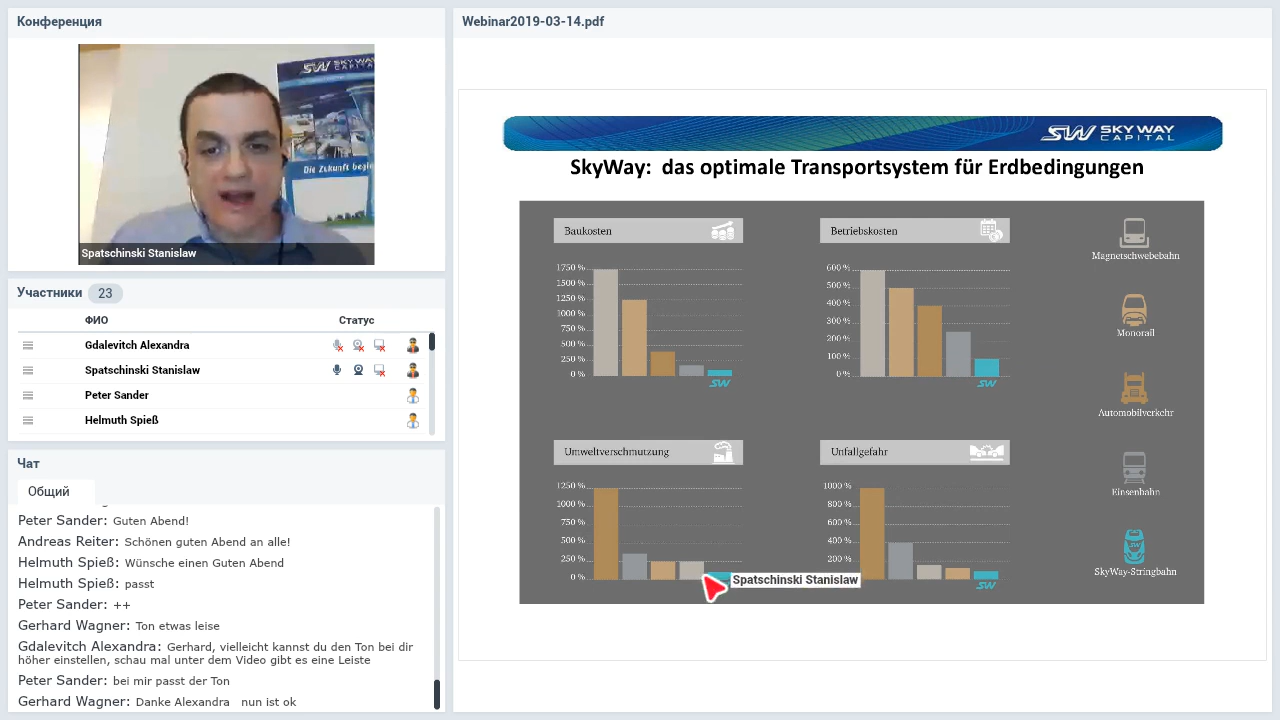 Конференция
SW SKYWAY
CAPITAL
Die Zukunft
Spatschinski Stanislaw
Участники 23
ФИО Статус
Gdalevitch Alexandra
Spatschinski Stanislaw
Peter Sander
Helmuth Spieß
Чат
Общий
Peter Sander: Guten Abend!
Andreas Reiter: Schönen guten Abend an alle!
Helmuth Spieß: Wünsche einen Guten Abend
Helmuth Spieß: passt
Peter Sander: ++
Gerhard Wagner: Ton etwas leise
Gdalevitch Alexandra: Gerhard, vielleicht kannst du den Ton bei dir
höher einstellen, schau mal unter dem Video gibt es eine Leiste
Peter Sander: bei mir passt der Ton
Gerhard Wagner: Danke Alexandra nun ist ok
Webinar2019-03-14.pdf
SW SKY WAY
CAPITAL
SkyWay: das optimale Transportsystem für Erdbedingungen
Baukosten
1750 %
1500 %
1250 %
1000 %
750 %
500 %
250 %
0 %
SW
Betriebskosten
600 %
500 %
400 %
300 %
200 %
100 %
0 %
SW
Umweltverschmutzung
1250 %
1000 %
750 %
500 %
250 %
0 %
Spatschinski Stanislaw
Unfallgefahr
1000 %
800 %
600 %
400 %
200 %
SW
Magnetschwebebahn
Monorail
Automobilverkehr
Einsenbahn
SW
SkyWay-Stringbahn